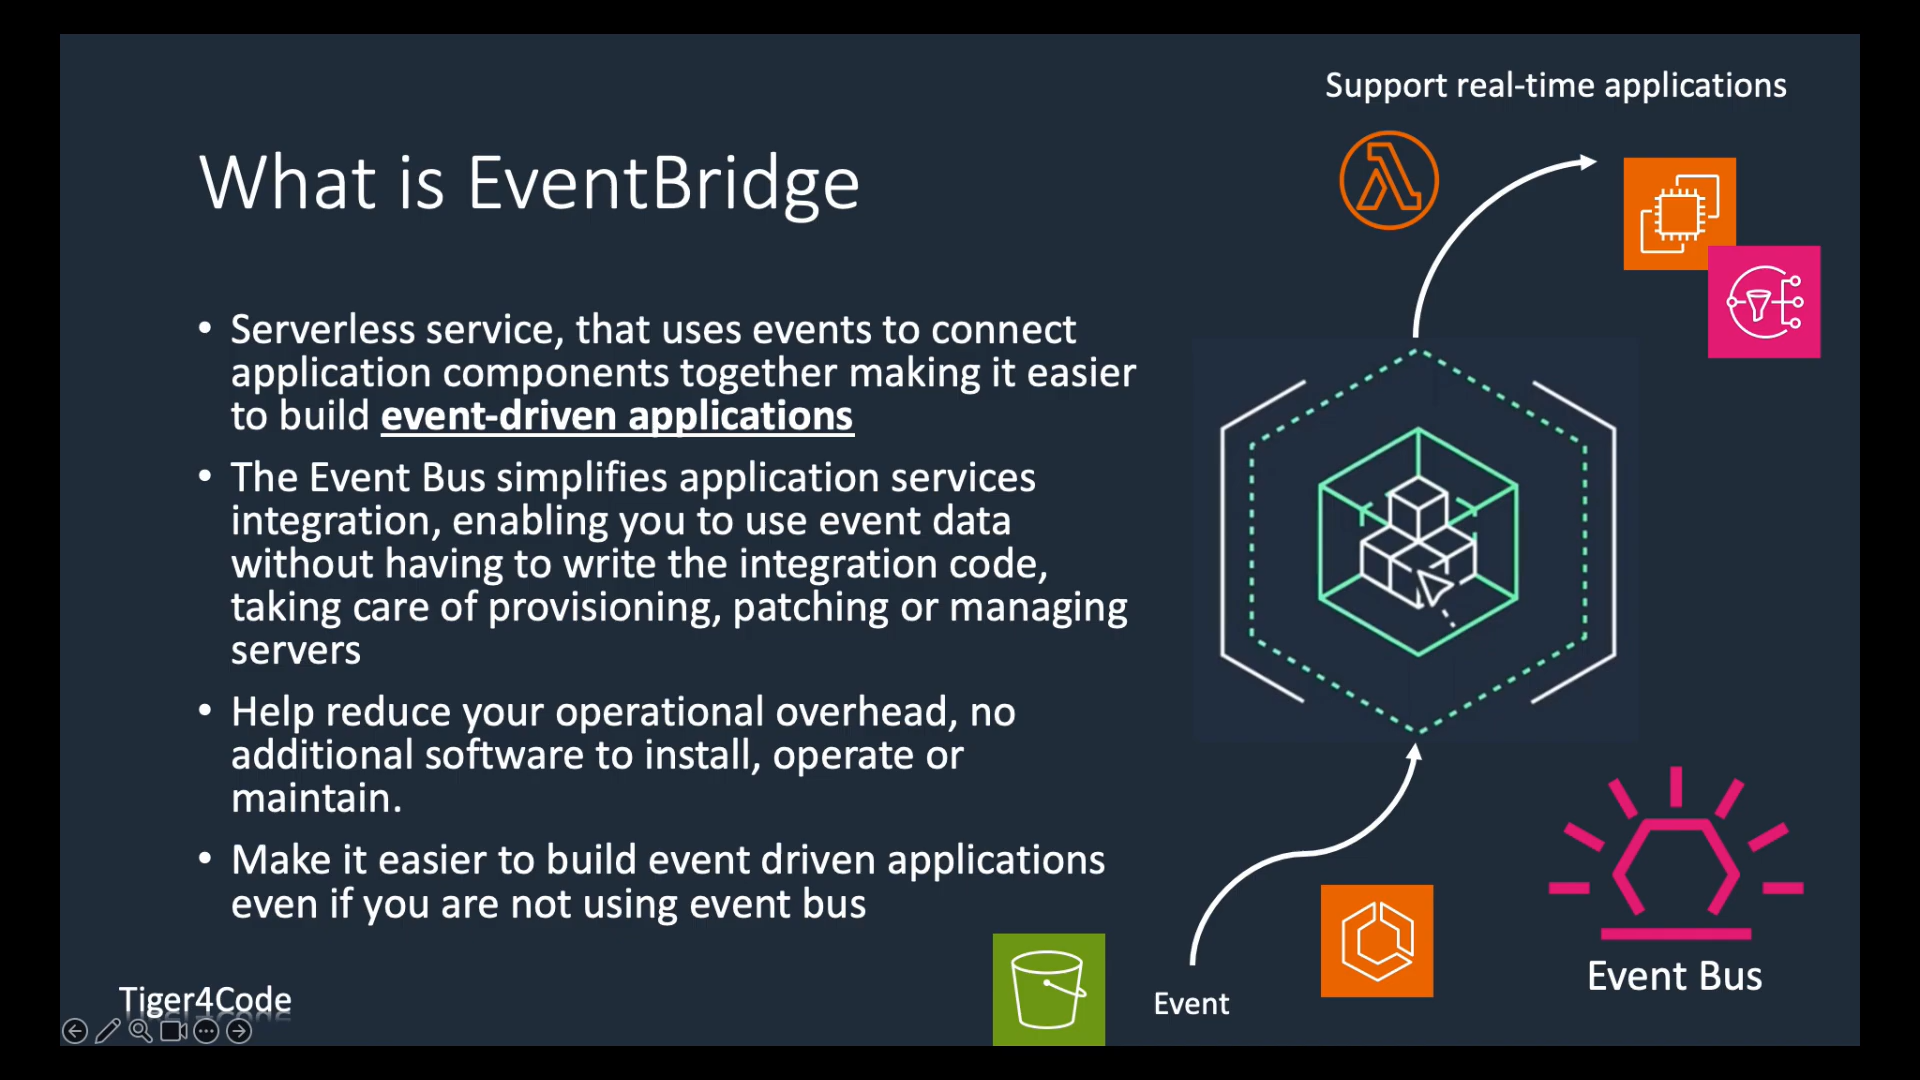 Support real-time applications
What is EventBridge
• Serverless service, that uses events to connect
application components together making it easier
to build event-driven applications
• The Event Bus simplifies application services
integration, enabling you to use event data
without having to write the integration code,
taking care of provisioning, patching or managing
servers
• Help reduce your operational overhead, no
additional software to install, operate or
maintain.
• Make it easier to build event driven applications
even if you are not using event bus
Event Bus
Event
Tiger4Code